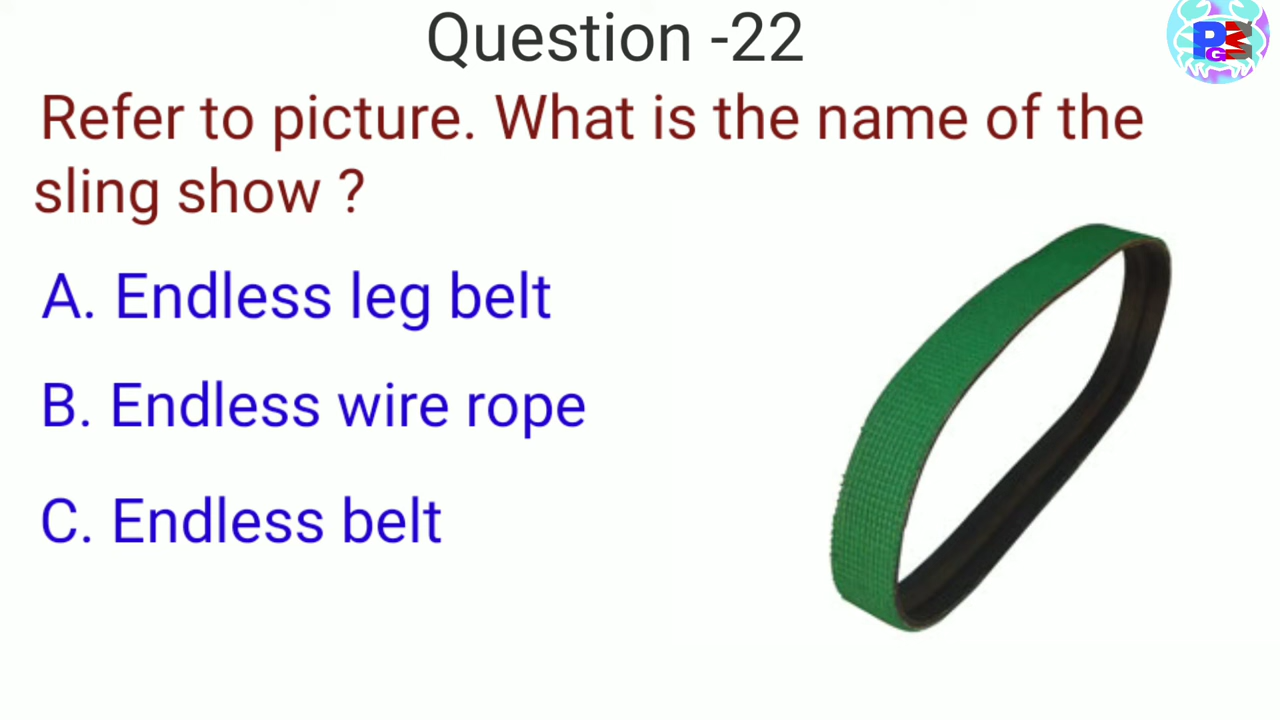 Question -22
PGM
Refer to picture. What is the name of the
sling show ?
A. Endless leg belt
B. Endless wire rope
C. Endless belt